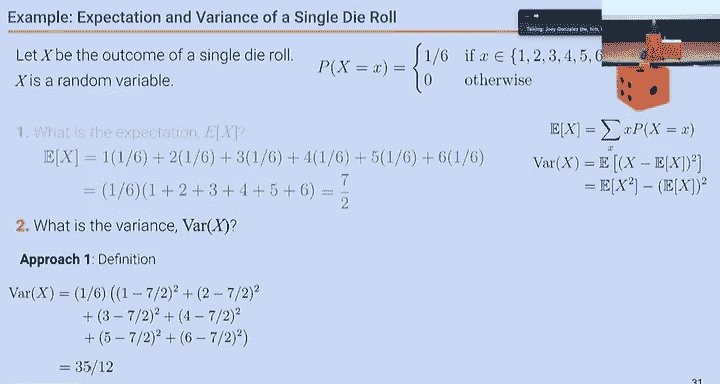 Example: Expectation and Variance of a Single Die Roll
Talking: Joey Gonzalez (he, him,
Let X be the outcome of a single die roll.
X is a random variable.
P(X = x) = { 1/6 if x ∈ {1, 2, 3, 4, 5, 6
0 otherwise
1. What is the expectation, E[X]?
𝔼[X] = 1(1/6) + 2(1/6) + 3(1/6) + 4(1/6) + 5(1/6) + 6(1/6)
= (1/6)(1 + 2 + 3 + 4 + 5 + 6) = 7/2
𝔼[X] = ∑ₓ xP(X = x)
Var(X) = 𝔼 [(X − 𝔼[X])²]
= 𝔼[X²] − (𝔼[X])²
2. What is the variance, Var(X)?
Approach 1: Definition
Var(X) = (1/6) ((1 − 7/2)² + (2 − 7/2)²
+ (3 − 7/2)² + (4 − 7/2)²
+ (5 − 7/2)² + (6 − 7/2)²)
= 35/12
31